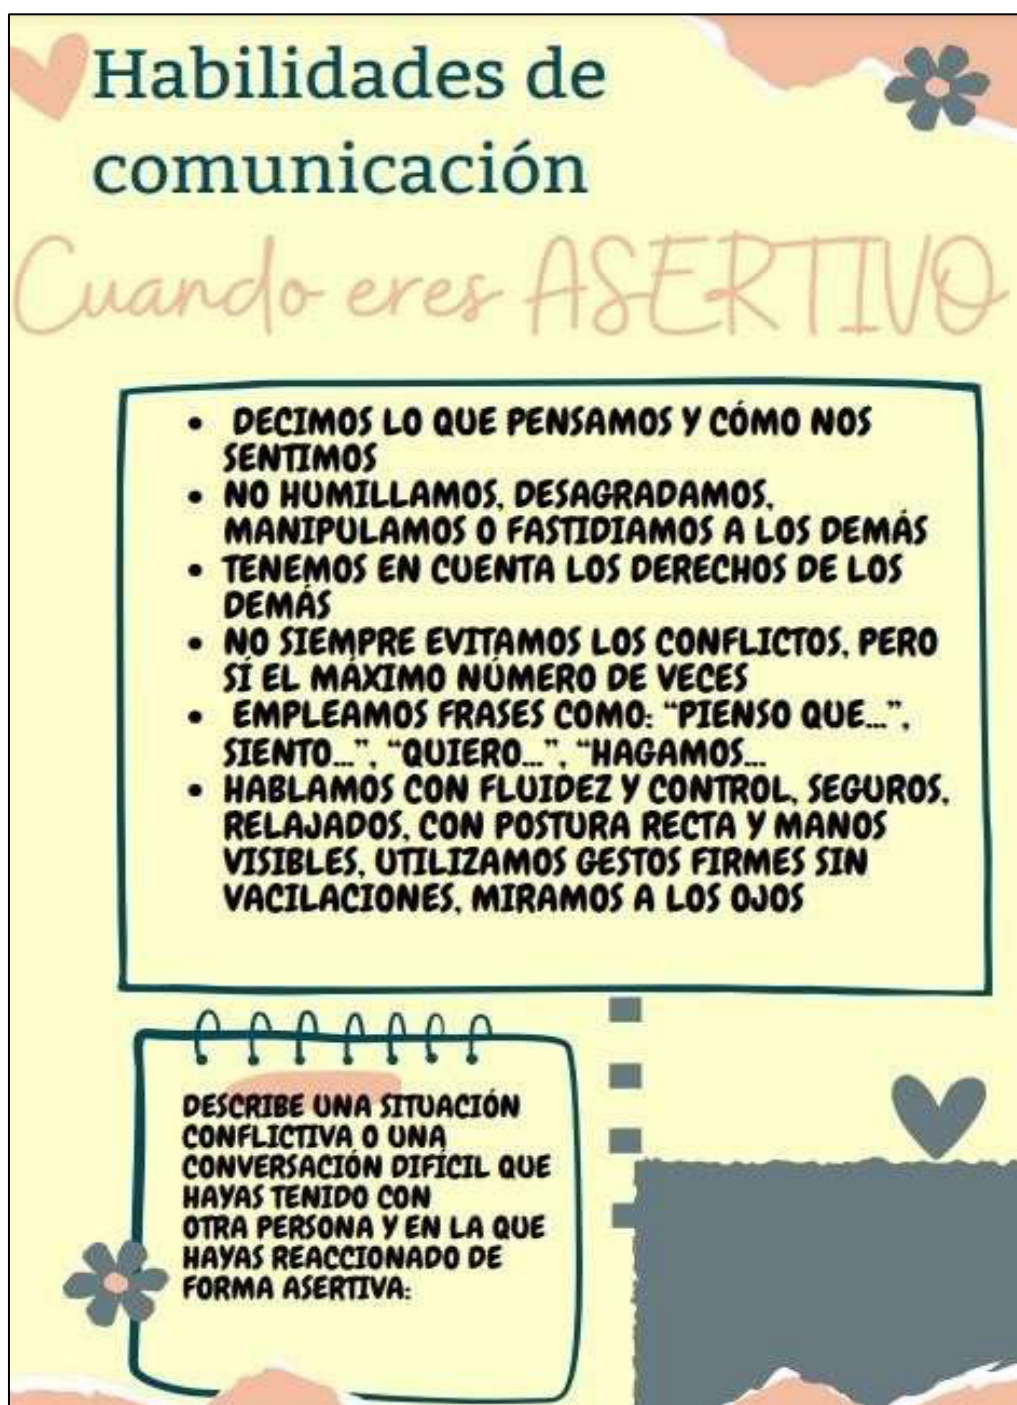 Habilidades de
comunicación
Cuando eres ASERTIVO
• DECIMOS LO QUE PENSAMOS Y CÓMO NOS
SENTIMOS
• NO HUMILLAMOS, DESAGRADAMOS,
MANIPULAMOS O FASTIDIAMOS A LOS DEMÁS
• TENEMOS EN CUENTA LOS DERECHOS DE LOS
DEMÁS
• NO SIEMPRE EVITAMOS LOS CONFLICTOS, PERO
SÍ EL MÁXIMO NÚMERO DE VECES
• EMPLEAMOS FRASES COMO: “PIENSO QUE...”,
SIENTO...”, “QUIERO...”, “HAGAMOS...
• HABLAMOS CON FLUIDEZ Y CONTROL, SEGUROS,
RELAJADOS, CON POSTURA RECTA Y MANOS
VISIBLES, UTILIZAMOS GESTOS FIRMES SIN
VACILACIONES, MIRAMOS A LOS OJOS
DESCRIBE UNA SITUACIÓN
CONFLICTIVA O UNA
CONVERSACIÓN DIFÍCIL QUE
HAYAS TENIDO CON
OTRA PERSONA Y EN LA QUE
HAYAS REACCIONADO DE
FORMA ASERTIVA: